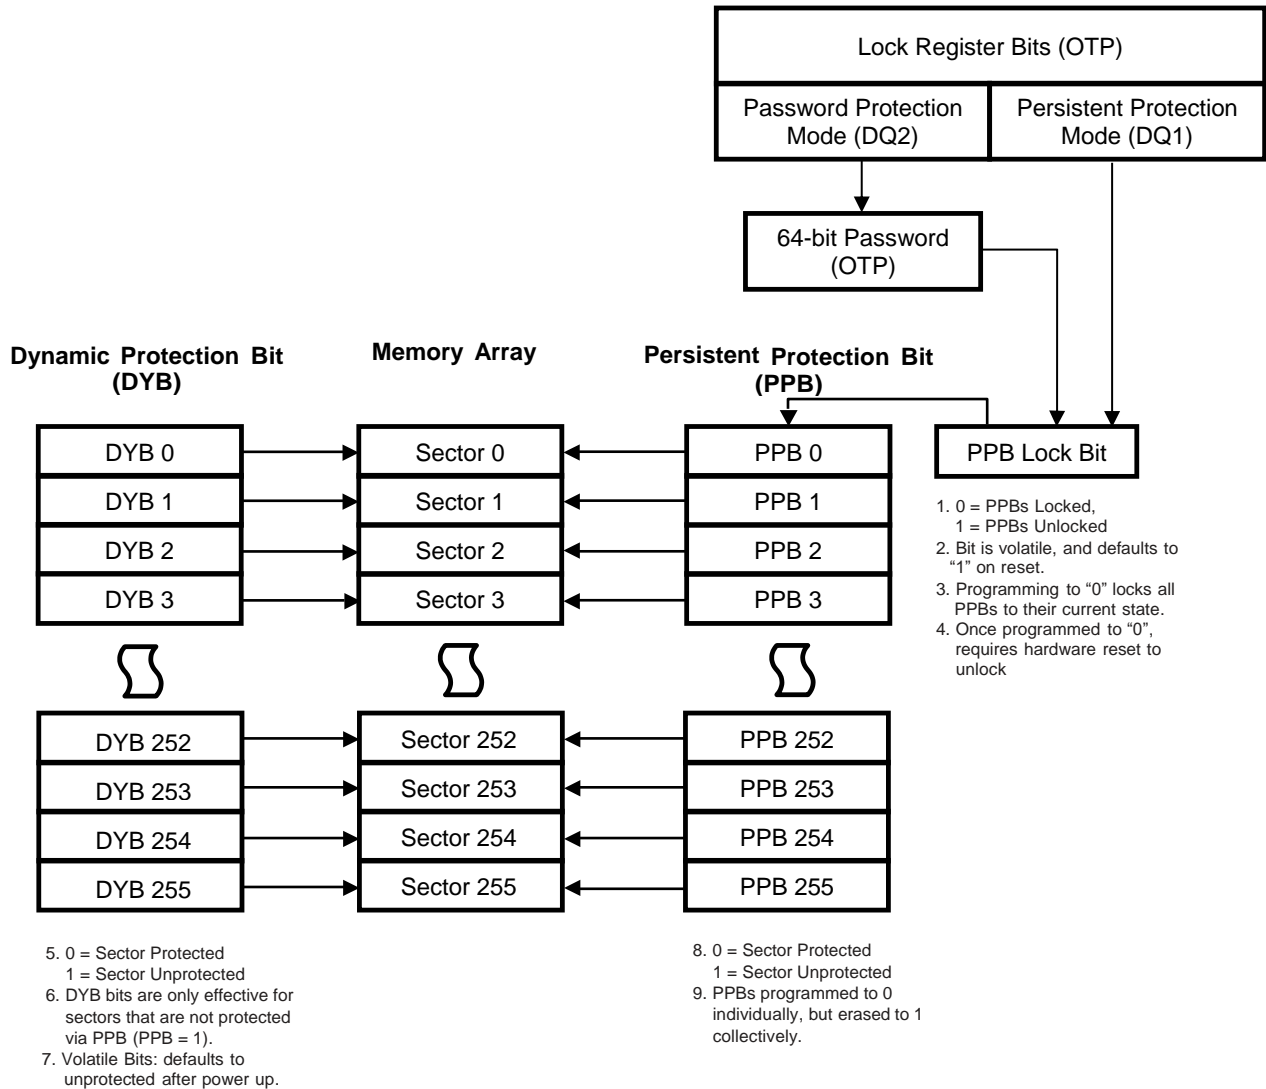 Lock Register Bits (OTP)
Password Protection
Mode (DQ2)
Persistent Protection
Mode (DQ1)
64-bit Password
(OTP)
Dynamic Protection Bit
(DYB)
Memory Array
Persistent Protection Bit
(PPB)
DYB 0
Sector 0
PPB 0
PPB Lock Bit
DYB 1
Sector 1
PPB 1
DYB 2
Sector 2
PPB 2
DYB 3
Sector 3
PPB 3
1. 0 = PPBs Locked,
1 = PPBs Unlocked
2. Bit is volatile, and defaults to
“1” on reset.
3. Programming to “0” locks all
PPBs to their current state.
4. Once programmed to “0”,
requires hardware reset to
unlock
DYB 252
Sector 252
PPB 252
DYB 253
Sector 253
PPB 253
DYB 254
Sector 254
PPB 254
DYB 255
Sector 255
PPB 255
5. 0 = Sector Protected
1 = Sector Unprotected
6. DYB bits are only effective for
sectors that are not protected
via PPB (PPB = 1).
7. Volatile Bits: defaults to
unprotected after power up.
8. 0 = Sector Protected
1 = Sector Unprotected
9. PPBs programmed to 0
individually, but erased to 1
collectively.